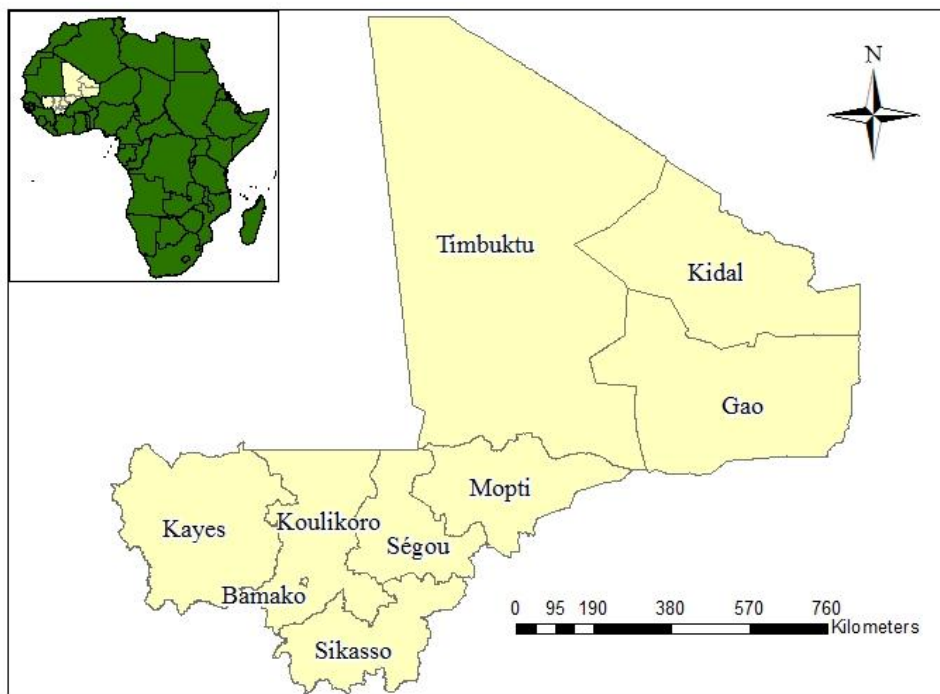 N
Timbuktu
Kidal
Gao
Mopti
Kayes
Koulikoro
Ségou
Bamako
Sikasso
0 95 190 380 570 760
Kilometers